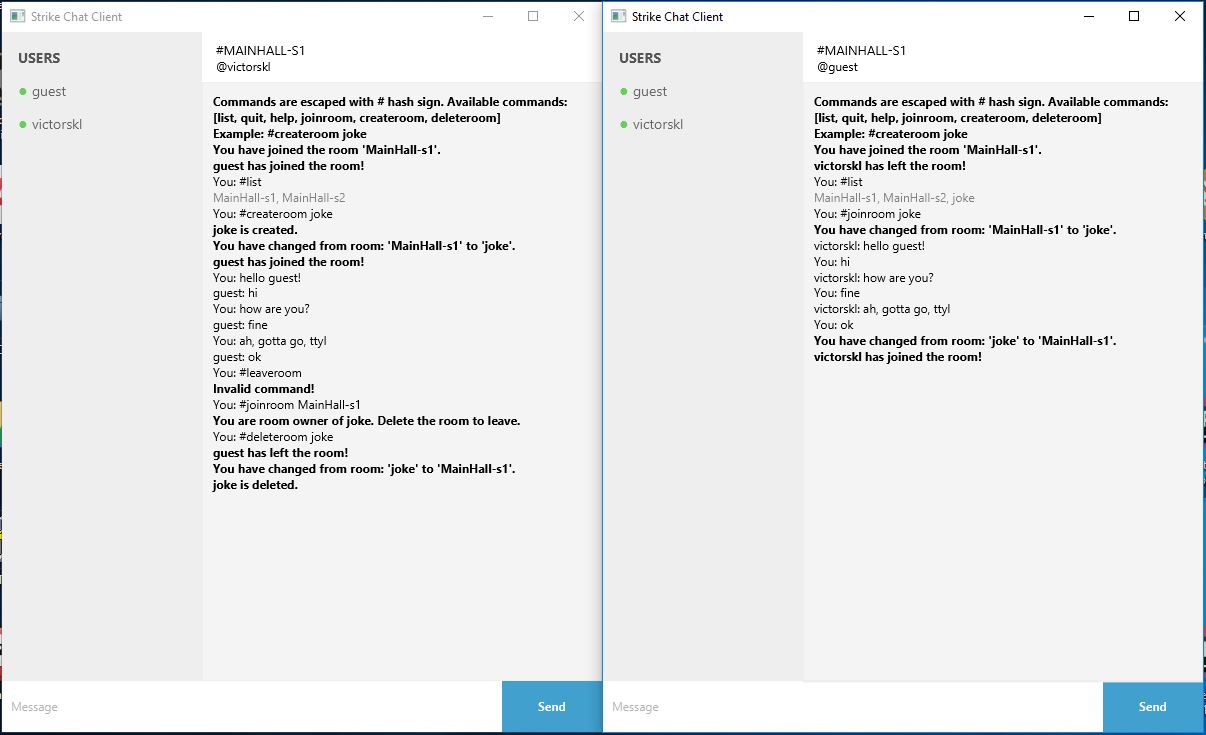 Strike Chat Client
USERS
guest
victorskl
#MAINHALL-S1
@victorskl
Commands are escaped with # hash sign. Available commands:
[list, quit, help, joinroom, createroom, deleteroom]
Example: #createroom joke
You have joined the room 'MainHall-s1'.
guest has joined the room!
You: #list
MainHall-s1, MainHall-s2
You: #createroom joke
joke is created.
You have changed from room: 'MainHall-s1' to 'joke'.
guest has joined the room!
You: hello guest!
guest: hi
You: how are you?
guest: fine
You: ah, gotta go, ttyl
guest: ok
You: #leaveroom
Invalid command!
You: #joinroom MainHall-s1
You are room owner of joke. Delete the room to leave.
You: #deleteroom joke
guest has left the room!
You have changed from room: 'joke' to 'MainHall-s1'.
joke is deleted.
Message
Send
Strike Chat Client
USERS
guest
victorskl
#MAINHALL-S1
@guest
Commands are escaped with # hash sign. Available commands:
[list, quit, help, joinroom, createroom, deleteroom]
Example: #createroom joke
You have joined the room 'MainHall-s1'.
victorskl has left the room!
You: #list
MainHall-s1, MainHall-s2, joke
You: #joinroom joke
You have changed from room: 'MainHall-s1' to 'joke'.
victorskl: hello guest!
You: hi
victorskl: how are you?
You: fine
victorskl: ah, gotta go, ttyl
You: ok
You have changed from room: 'joke' to 'MainHall-s1'.
victorskl has joined the room!
Message
Send